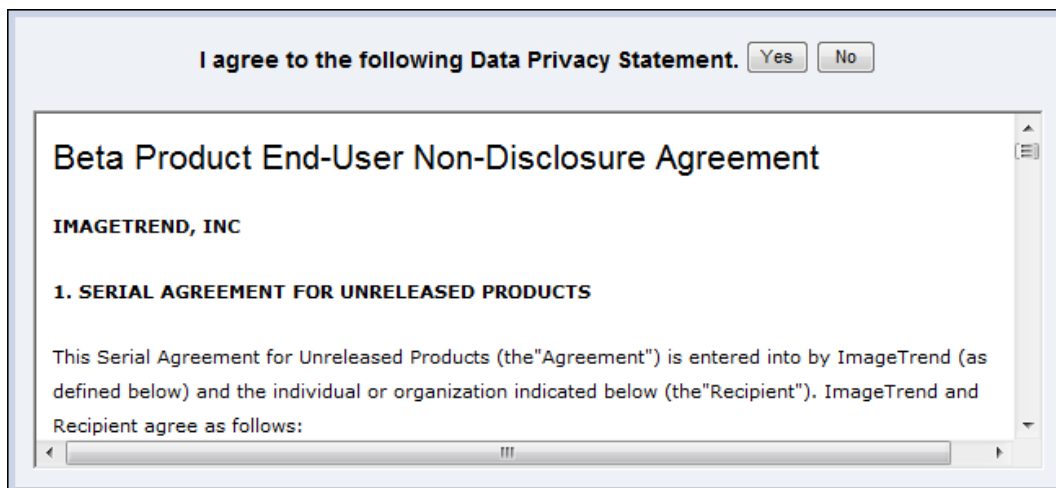 I agree to the following Data Privacy Statement. Yes No
Beta Product End-User Non-Disclosure Agreement
IMAGETREND, INC
1. SERIAL AGREEMENT FOR UNRELEASED PRODUCTS
This Serial Agreement for Unreleased Products (the"Agreement") is entered into by ImageTrend (as
defined below) and the individual or organization indicated below (the"Recipient"). ImageTrend and
Recipient agree as follows: